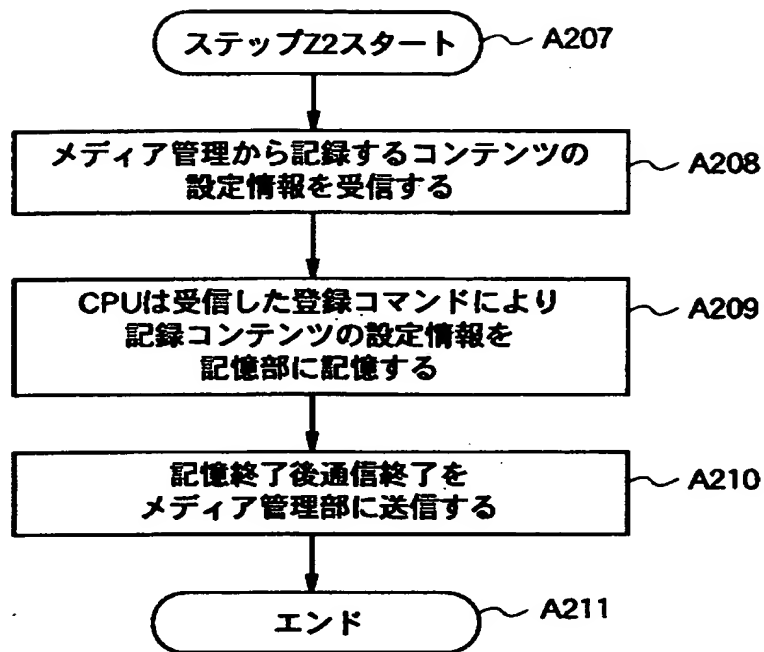 ステップZ2スタート
A207
メディア管理から記録するコンテンツの
設定情報を受信する
A208
CPUは受信した登録コマンドにより
記録コンテンツの設定情報を
記憶部に記憶する
A209
記憶終了後通信終了を
メディア管理部に送信する
A210
エンド
A211